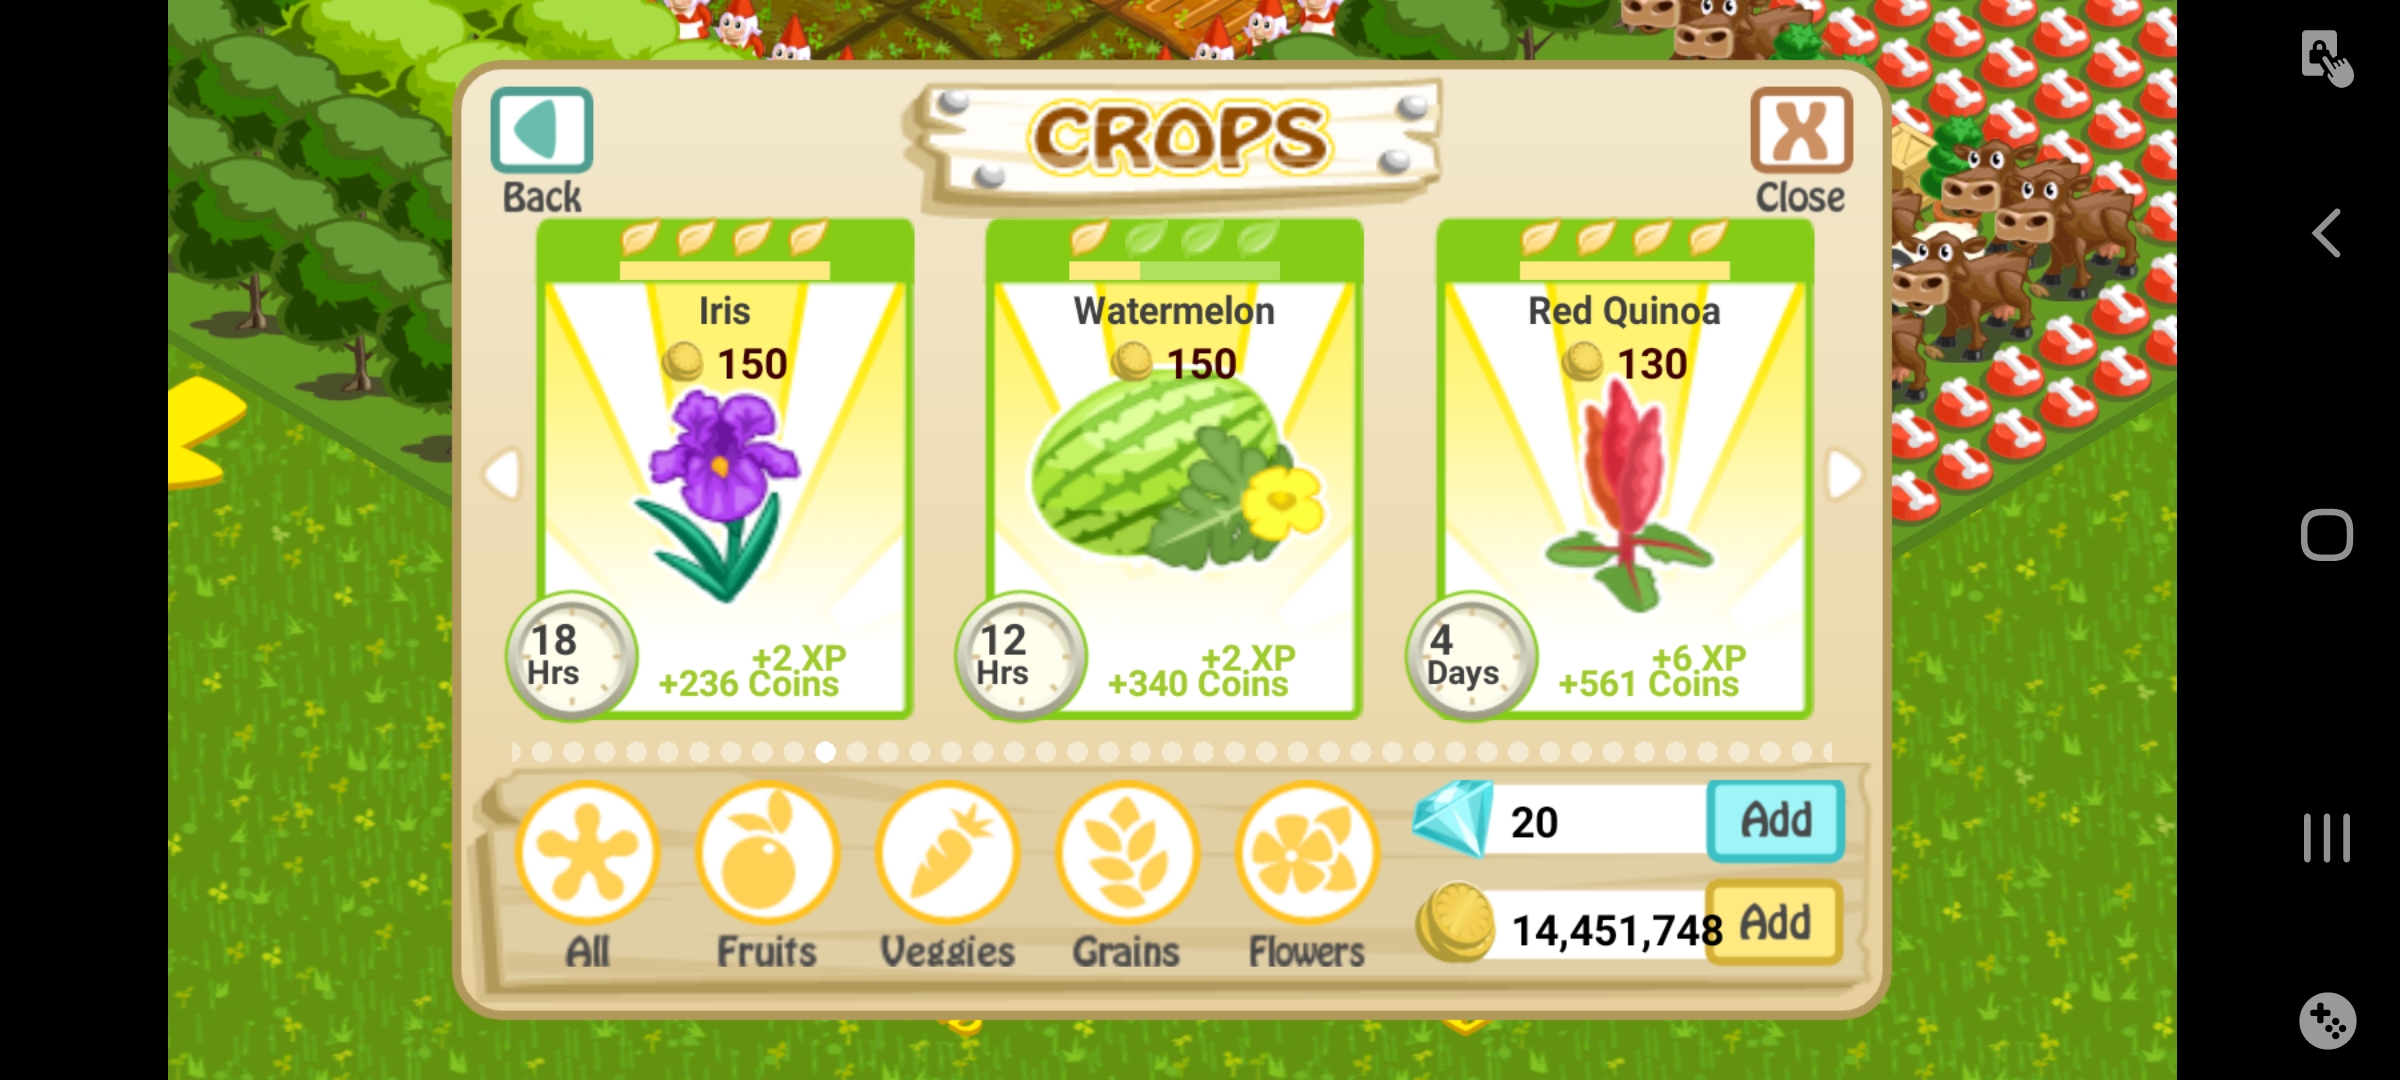 CROPS
Back
Close
Iris
150
18
Hrs
+2 XP
+236 Coins
Watermelon
150
12
Hrs
+2 XP
+340 Coins
Red Quinoa
130
4
Days
+6 XP
+561 Coins
All
Fruits
Veggies
Grains
Flowers
20
Add
14,451,748
Add